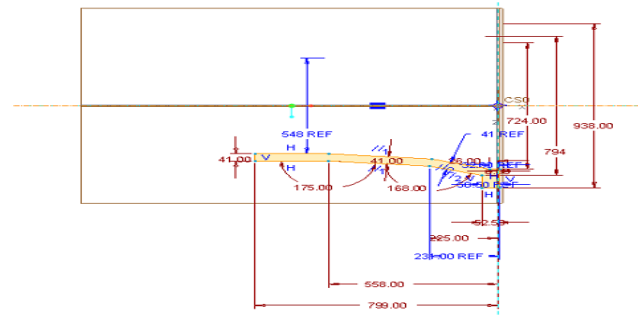 CS0
724.00
938.00
794
548 REF
41 REF
41.00
V
H
41.00
175.00
168.00
H
V
H
52.50
225.00
231.00 REF
558.00
799.00